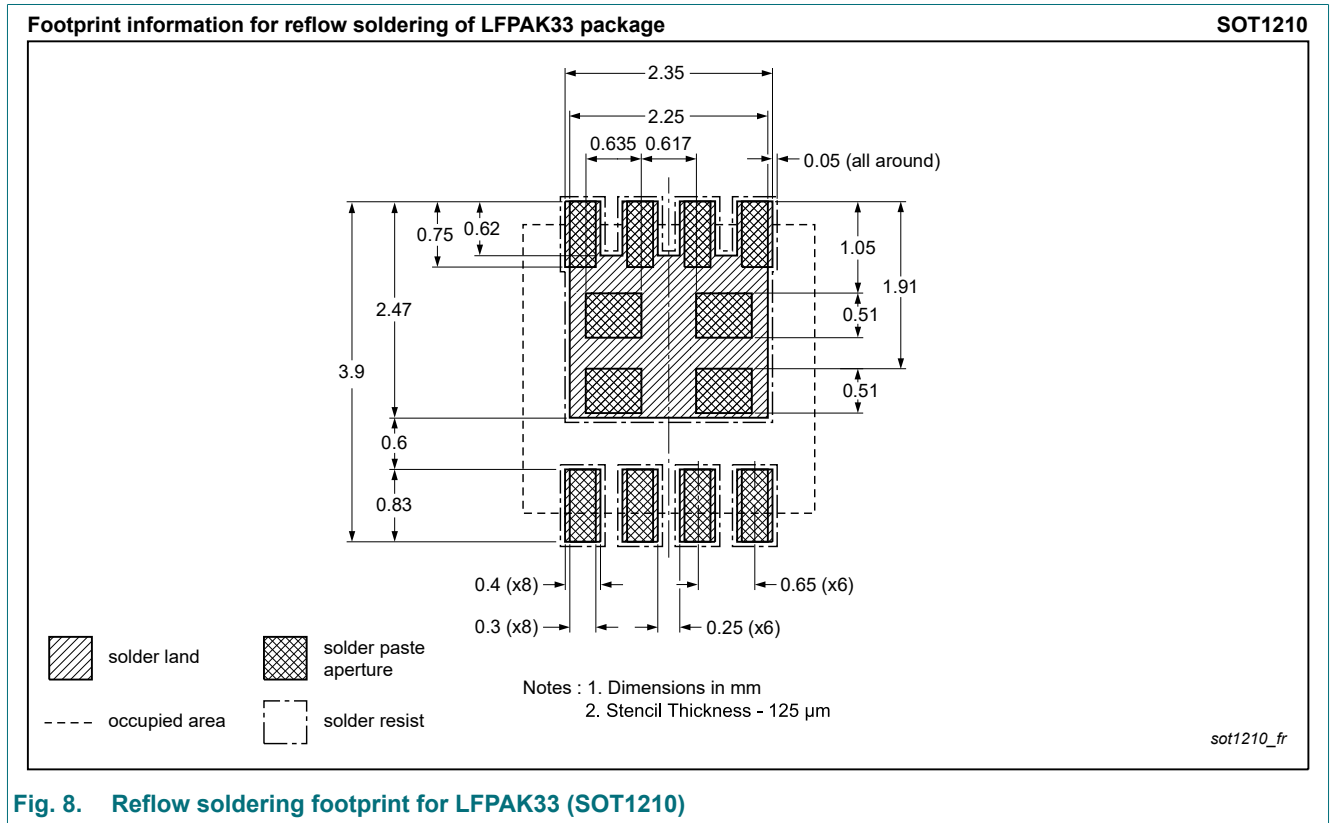 Footprint information for reflow soldering of LFPAK33 package SOT1210
2.35
2.25
0.635 0.617
0.05 (all around)
0.75 0.62
1.05
1.91
2.47
0.51
3.9
0.51
0.6
0.83
0.4 (x8)
0.65 (x6)
0.3 (x8)
0.25 (x6)
solder land
solder paste
aperture
Notes : 1. Dimensions in mm
2. Stencil Thickness - 125 µm
occupied area
solder resist
sot1210_fr
Fig. 8. Reflow soldering footprint for LFPAK33 (SOT1210)